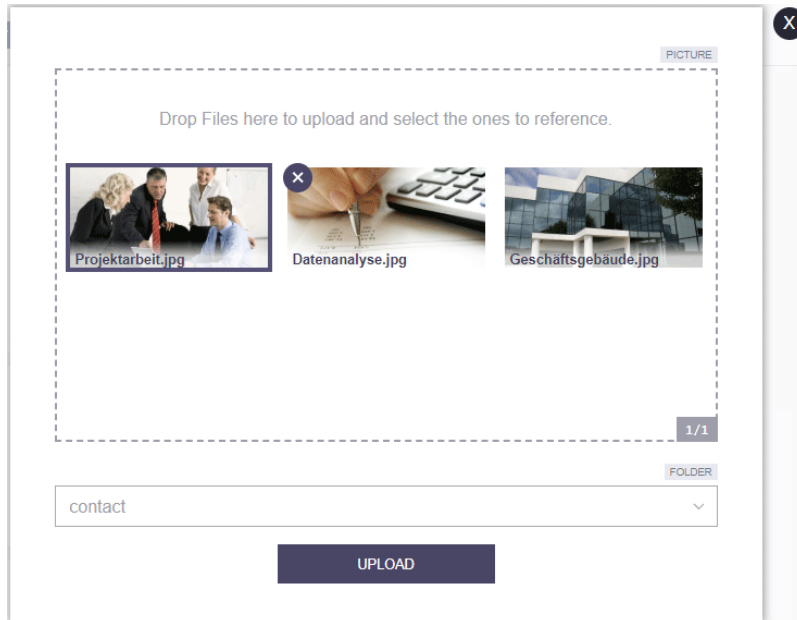 X
PICTURE
Drop Files here to upload and select the ones to reference.
Projektarbeit.jpg
Datenanalyse.jpg
Geschäftsgebäude.jpg
1/1
FOLDER
contact
UPLOAD